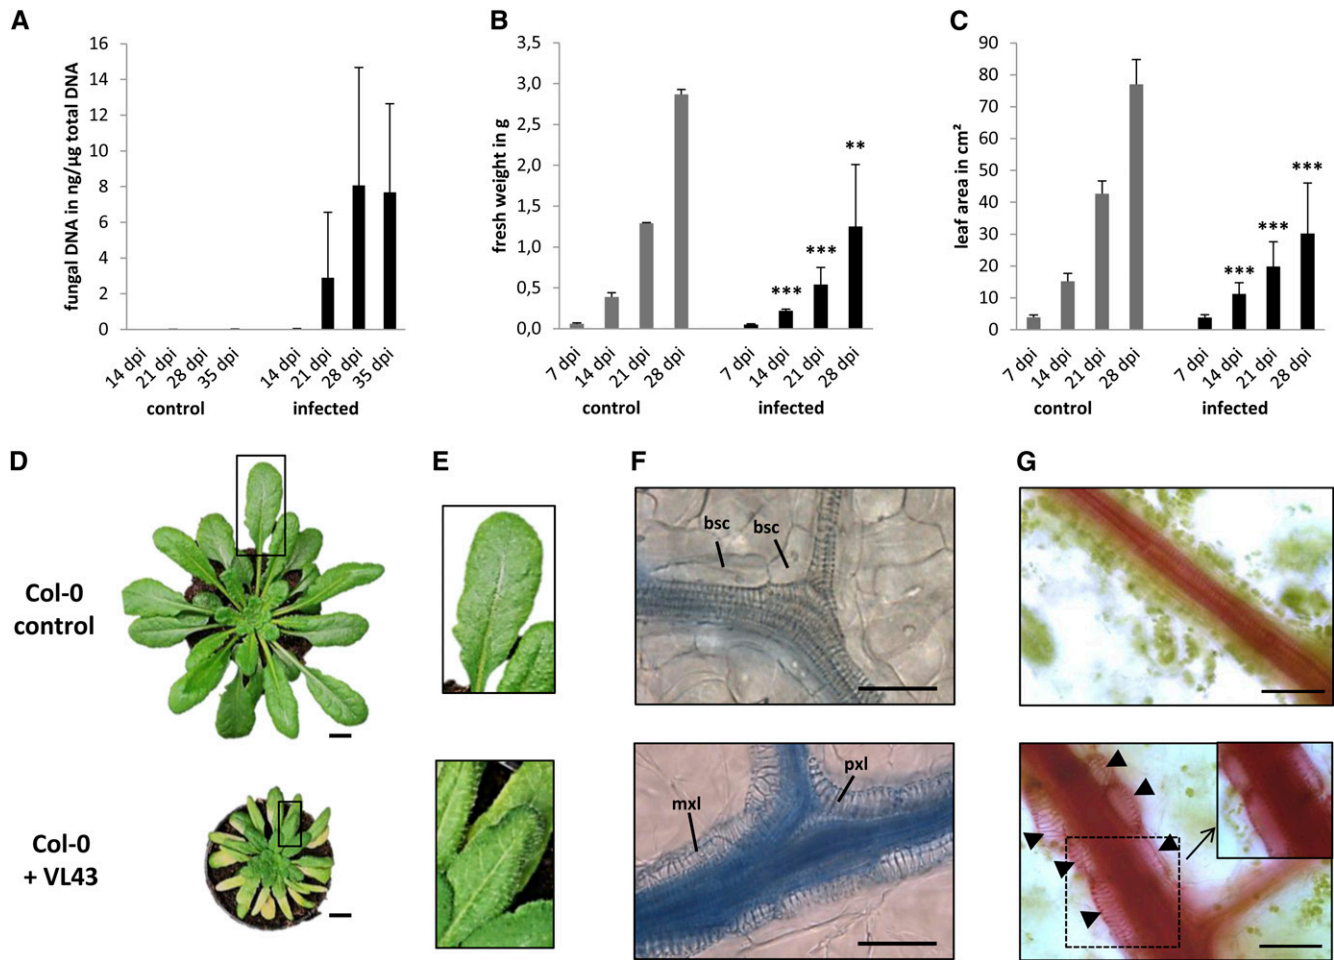 A
fungal DNA in ng/µg total DNA
16
14
12
10
8
6
4
2
0
14 dpi
21 dpi
28 dpi
35 dpi
14 dpi
21 dpi
28 dpi
35 dpi
control
infected
B
fresh weight in g
3,5
3,0
2,5
2,0
1,5
1,0
0,5
0,0
***
***
**
7 dpi
14 dpi
21 dpi
28 dpi
7 dpi
14 dpi
21 dpi
28 dpi
control
infected
C
leaf area in cm²
90
80
70
60
50
40
30
20
10
0
***
***
***
7 dpi
14 dpi
21 dpi
28 dpi
7 dpi
14 dpi
21 dpi
28 dpi
control
infected
D
Col-0
control
Col-0
+ VL43
E
F
bsc
bsc
mxl
pxl
G